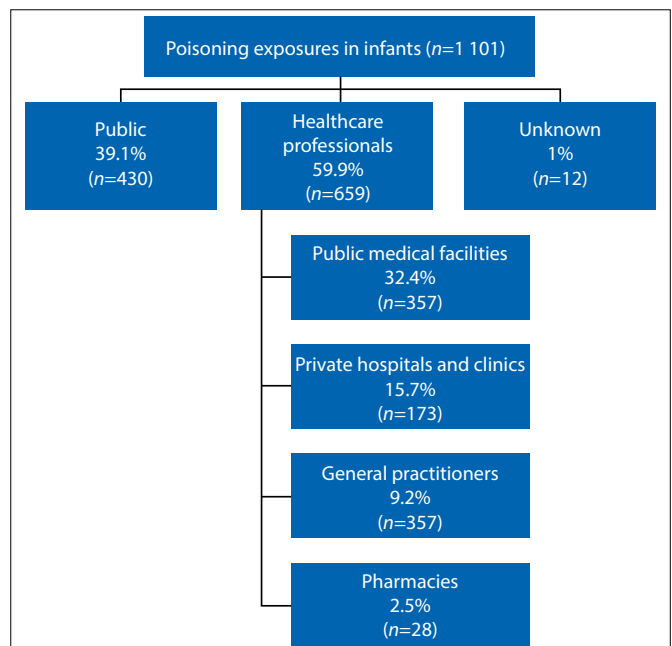 Poisoning exposures in infants (n=1 101)
Public
39.1%
(n=430)
Healthcare
professionals
59.9%
(n=659)
Unknown
1%
(n=12)
Public medical facilities
32.4%
(n=357)
Private hospitals and clinics
15.7%
(n=173)
General practitioners
9.2%
(n=357)
Pharmacies
2.5%
(n=28)